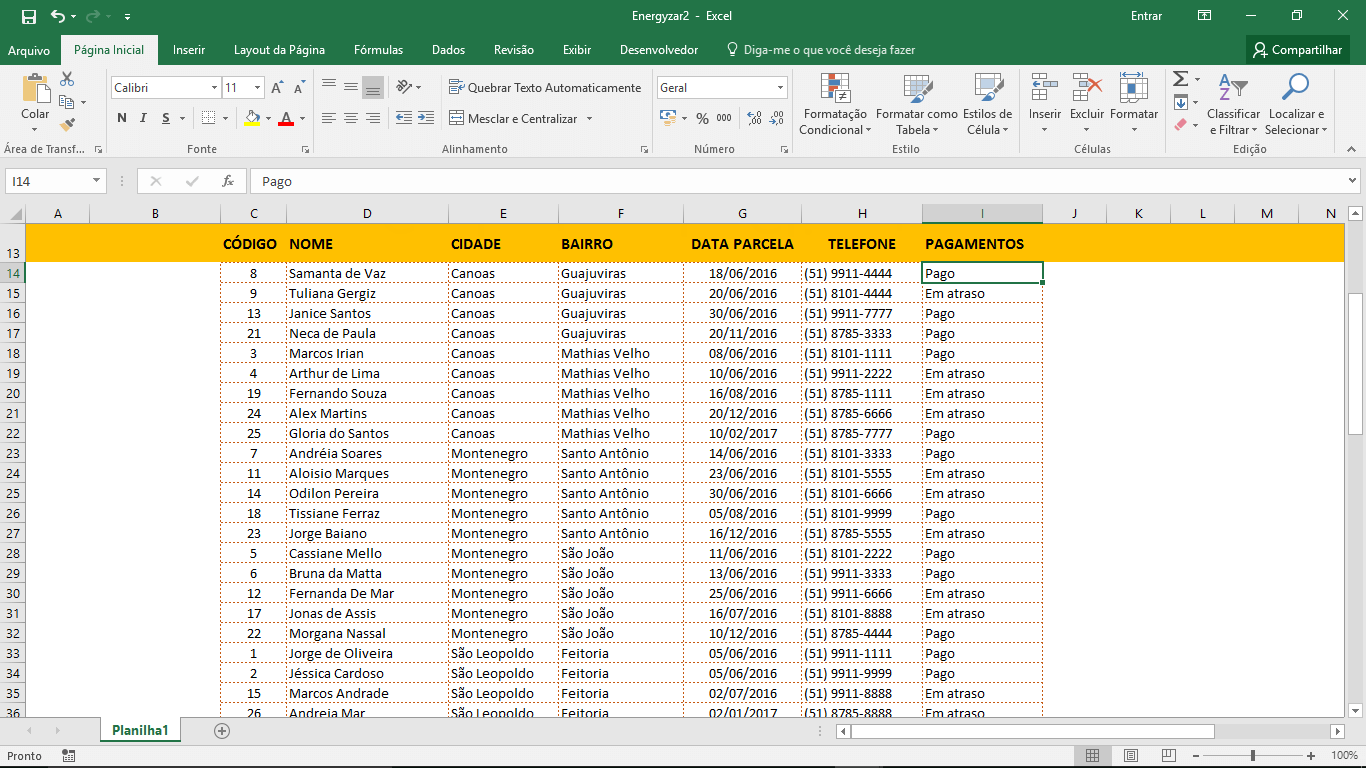 Energyzar2 - Excel
Entrar
Arquivo Página Inicial Inserir Layout da Página Fórmulas Dados Revisão Exibir Desenvolvedor Diga-me o que você deseja fazer Compartilhar
Colar
Calibri 11
N I S A
Quebrar Texto Automaticamente
Mesclar e Centralizar
Geral
% 000
Formatação Condicional
Formatar como Tabela
Estilos de Célula
Inserir Excluir Formatar
Classificar e Filtrar
Localizar e Selecionar
Área de Transf... Fonte Alinhamento Número Estilo Células Edição
I14 fx Pago
A B C D E F G H I J K L M N
13 CÓDIGO NOME CIDADE BAIRRO DATA PARCELA TELEFONE PAGAMENTOS
14 8 Samanta de Vaz Canoas Guajuviras 18/06/2016 (51) 9911-4444 Pago
15 9 Tuliana Gergiz Canoas Guajuviras 20/06/2016 (51) 8101-4444 Em atraso
16 13 Janice Santos Canoas Guajuviras 30/06/2016 (51) 9911-7777 Pago
17 21 Neca de Paula Canoas Guajuviras 20/11/2016 (51) 8785-3333 Pago
18 3 Marcos Irian Canoas Mathias Velho 08/06/2016 (51) 8101-1111 Pago
19 4 Arthur de Lima Canoas Mathias Velho 10/06/2016 (51) 9911-2222 Em atraso
20 19 Fernando Souza Canoas Mathias Velho 16/08/2016 (51) 8785-1111 Em atraso
21 24 Alex Martins Canoas Mathias Velho 20/12/2016 (51) 8785-6666 Em atraso
22 25 Gloria do Santos Canoas Mathias Velho 10/02/2017 (51) 8785-7777 Pago
23 7 Andréia Soares Montenegro Santo Antônio 14/06/2016 (51) 8101-3333 Pago
24 11 Aloisio Marques Montenegro Santo Antônio 23/06/2016 (51) 8101-5555 Em atraso
25 14 Odilon Pereira Montenegro Santo Antônio 30/06/2016 (51) 8101-6666 Em atraso
26 18 Tissiane Ferraz Montenegro Santo Antônio 05/08/2016 (51) 8101-9999 Pago
27 23 Jorge Baiano Montenegro Santo Antônio 16/12/2016 (51) 8785-5555 Em atraso
28 5 Cassiane Mello Montenegro São João 11/06/2016 (51) 8101-2222 Pago
29 6 Bruna da Matta Montenegro São João 13/06/2016 (51) 9911-3333 Pago
30 12 Fernanda De Mar Montenegro São João 25/06/2016 (51) 9911-6666 Em atraso
31 17 Jonas de Assis Montenegro São João 16/07/2016 (51) 8101-8888 Em atraso
32 22 Morgana Nassal Montenegro São João 10/12/2016 (51) 8785-4444 Pago
33 1 Jorge de Oliveira São Leopoldo Feitoria 05/06/2016 (51) 9911-1111 Pago
34 2 Jéssica Cardoso São Leopoldo Feitoria 05/06/2016 (51) 9911-9999 Pago
35 15 Marcos Andrade São Leopoldo Feitoria 02/07/2016 (51) 9911-8888 Em atraso
36 26 Andreia Mar São Leopoldo Feitoria 02/01/2017 (51) 8785-8888 Em atraso
Planilha1
Pronto
100%